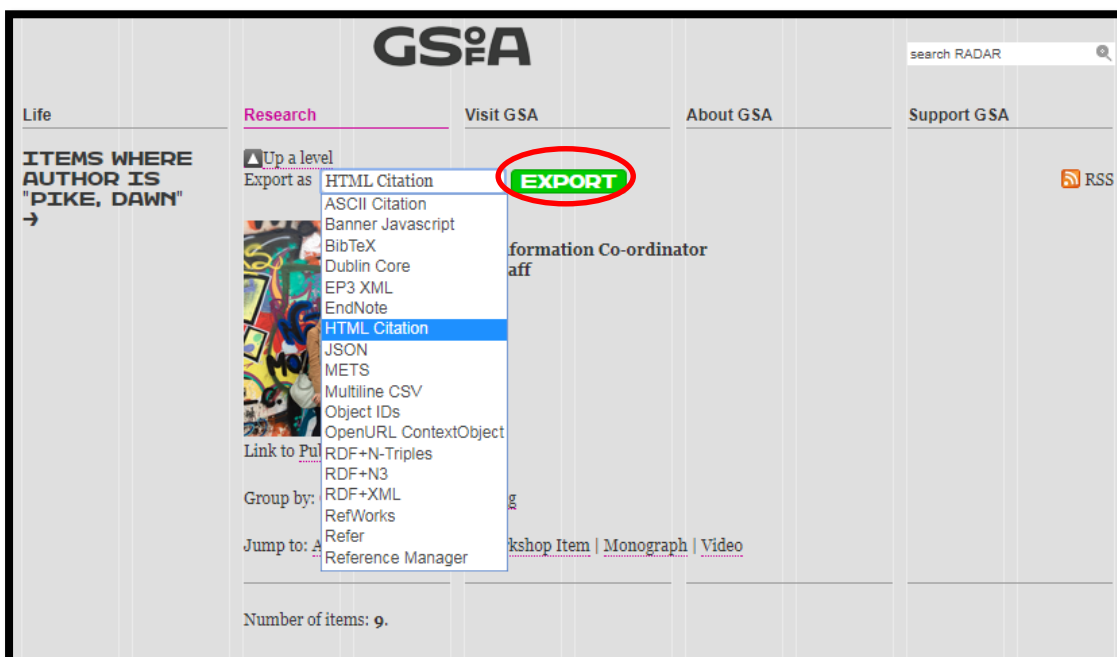 GSOFA
search RADAR
Life
Research
Visit GSA
About GSA
Support GSA
ITEMS WHERE
AUTHOR IS
"PIKE, DAWN"
→
Up a level
Export as HTML Citation EXPORT
RSS
ASCII Citation
Banner Javascript
BibTeX
Dublin Core
EP3 XML
EndNote
HTML Citation
JSON
METS
Multiline CSV
Object IDs
OpenURL ContextObject
RDF+N-Triples
RDF+N3
RDF+XML
RefWorks
Refer
Reference Manager
formation Co-ordinator
aff
Link to Pu
Group by: g
Jump to: A kshop Item | Monograph | Video
Number of items: 9.